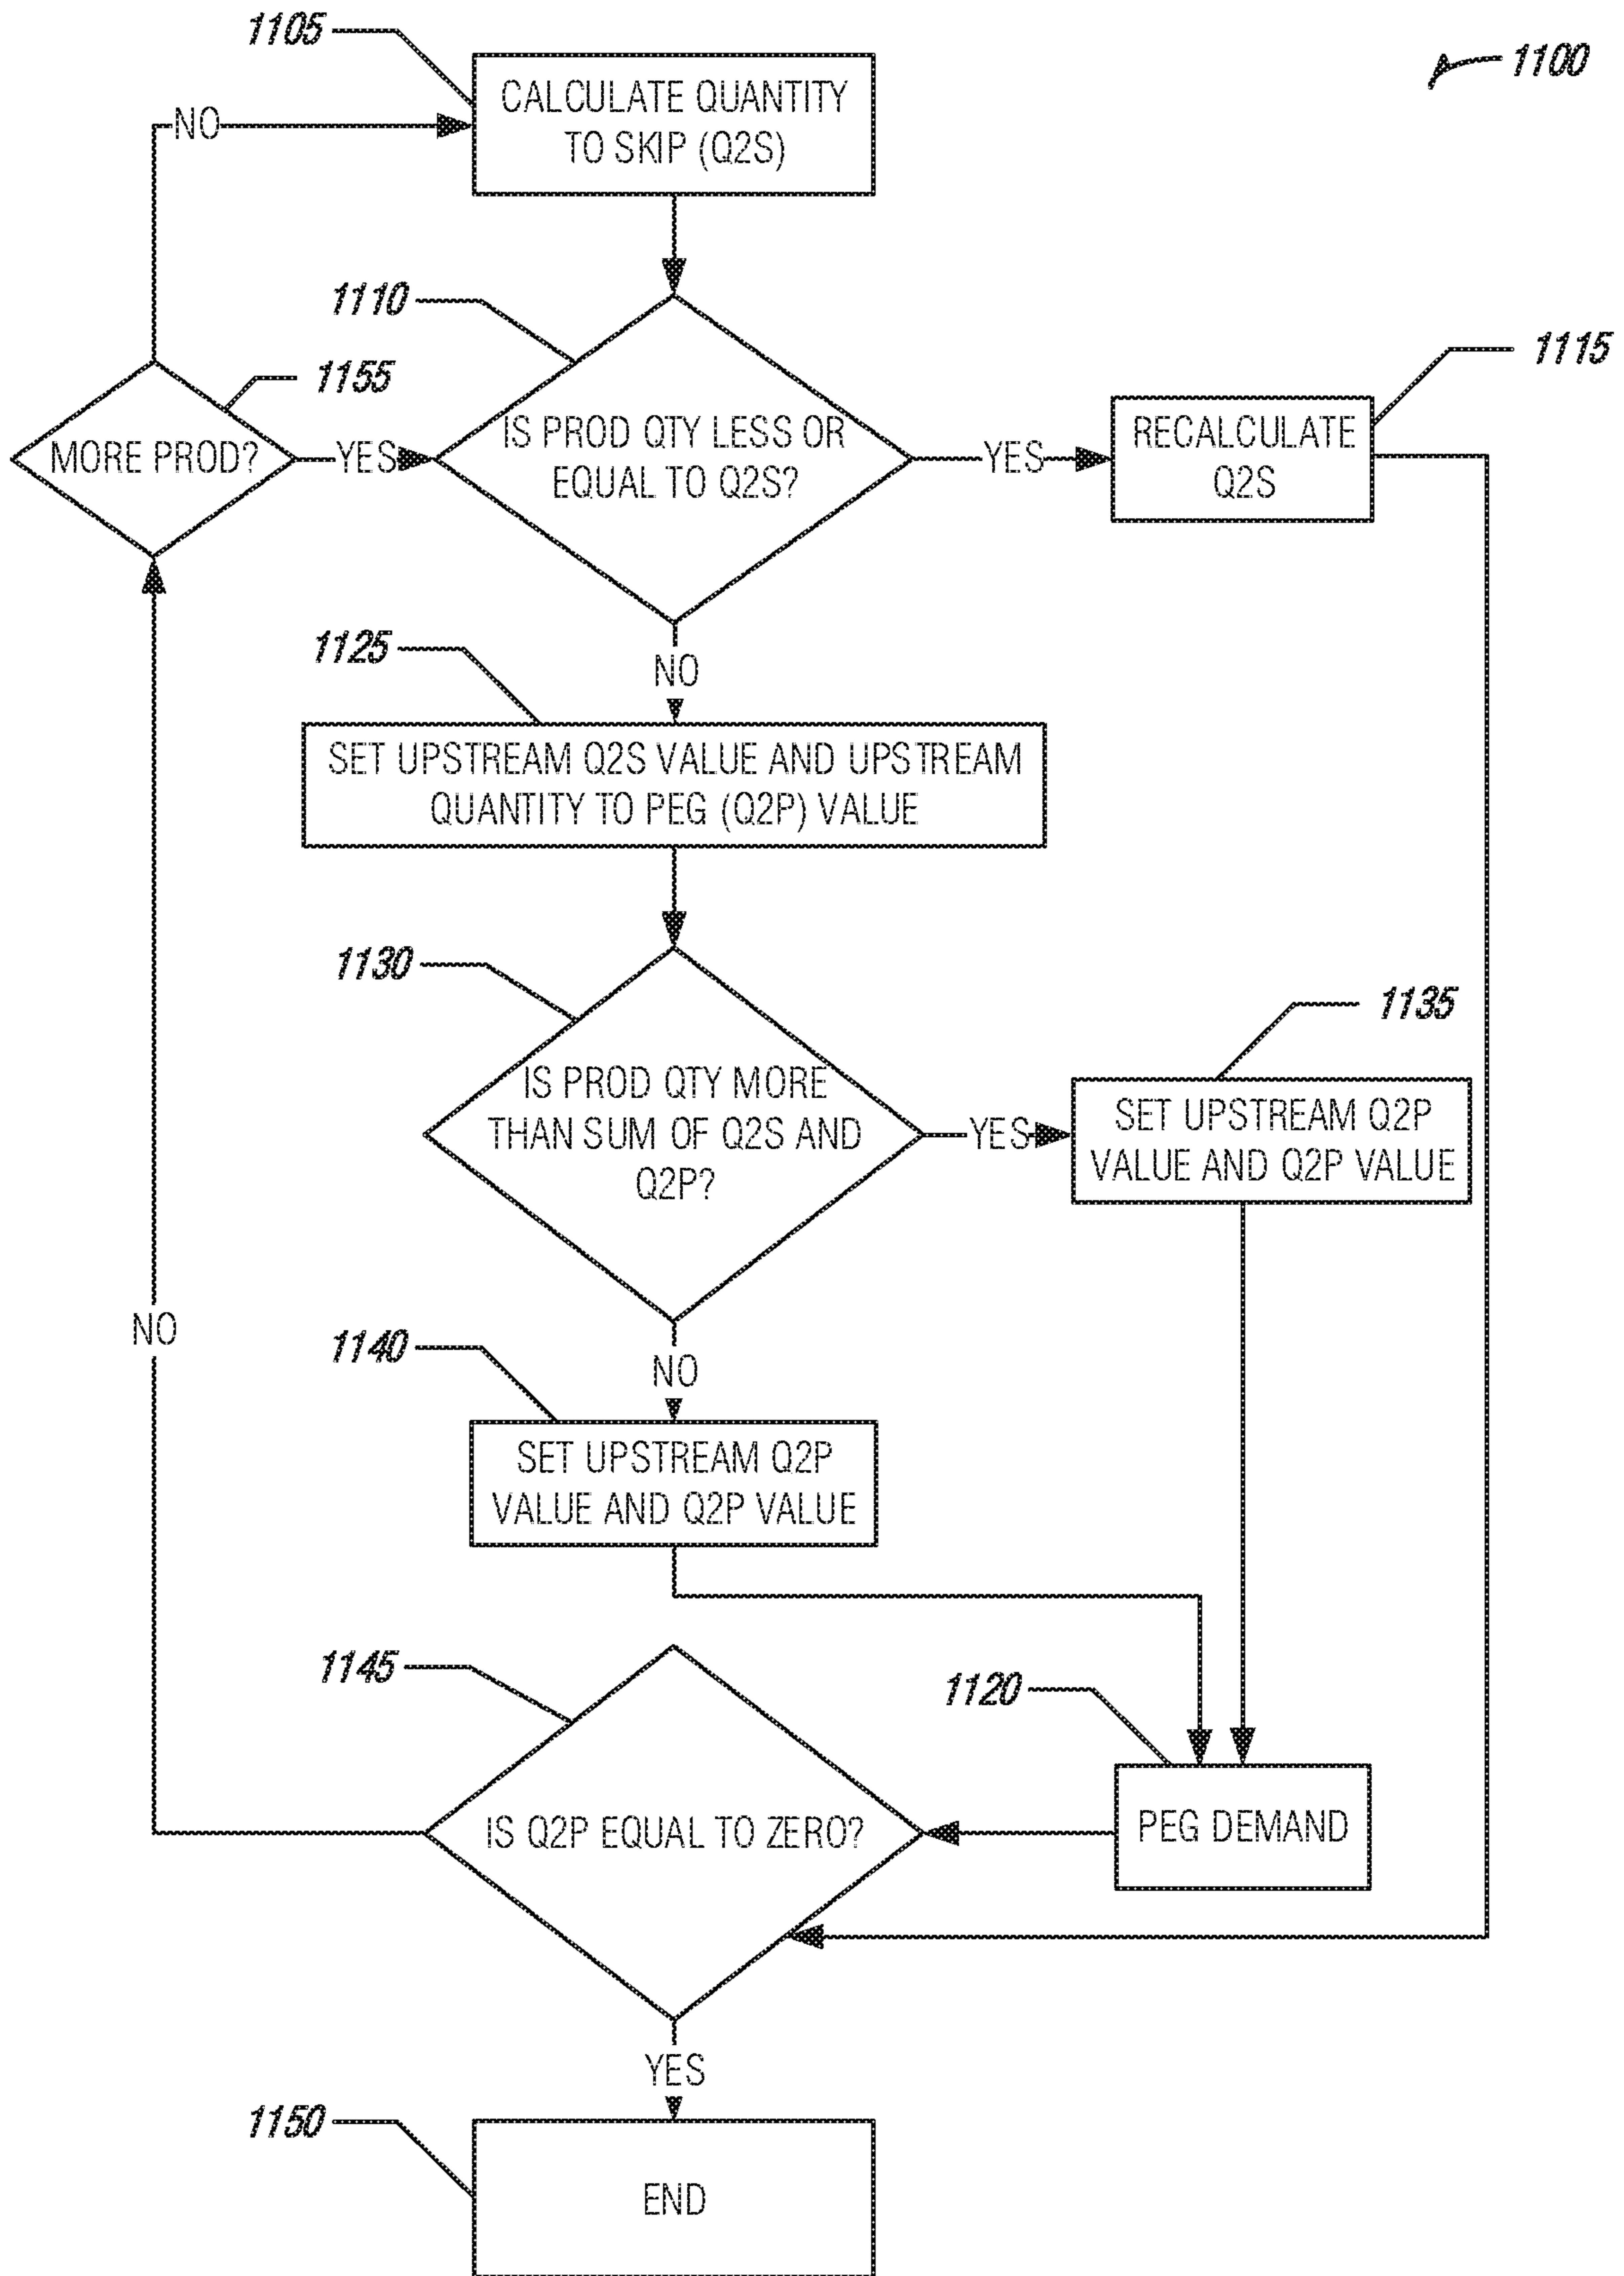 1105
1100
CALCULATE QUANTITY
TO SKIP (Q2S)
NO
1110
1155
1115
MORE PROD?
YES
IS PROD QTY LESS OR
EQUAL TO Q2S?
YES
RECALCULATE
Q2S
1125
NO
SET UPSTREAM Q2S VALUE AND UPSTREAM
QUANTITY TO PEG (Q2P) VALUE
1130
1135
IS PROD QTY MORE
THAN SUM OF Q2S AND
Q2P?
YES
SET UPSTREAM Q2P
VALUE AND Q2P VALUE
NO
1140
NO
SET UPSTREAM Q2P
VALUE AND Q2P VALUE
1145
1120
IS Q2P EQUAL TO ZERO?
PEG DEMAND
YES
1150
END